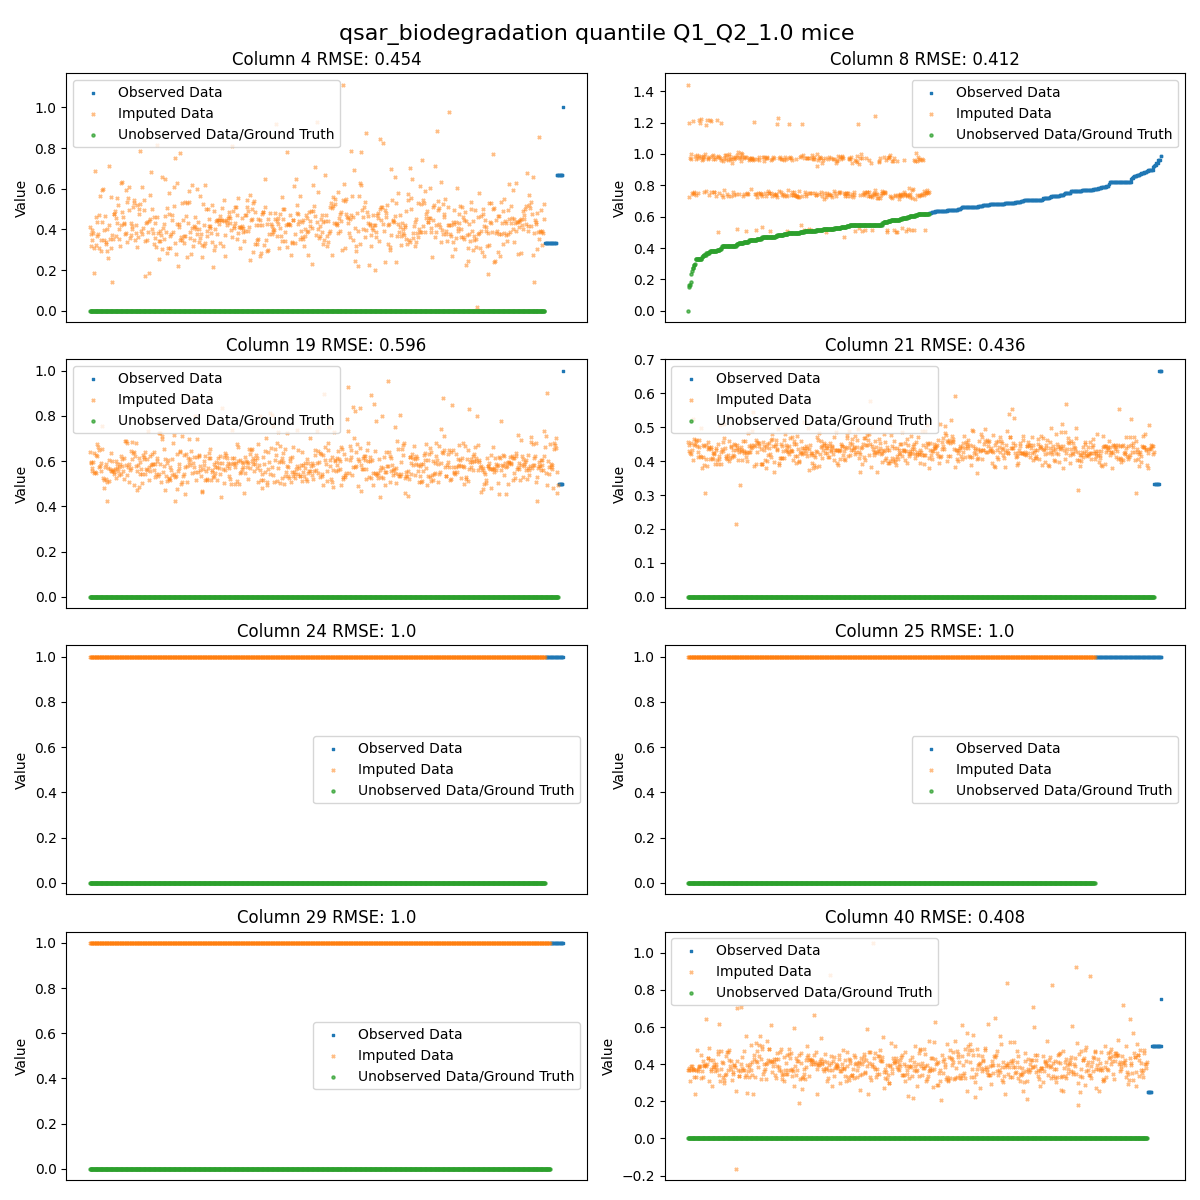 qsar_biodegradation quantile Q1_Q2_1.0 mice
Column 4 RMSE: 0.454
Value
1.0
0.8
0.6
0.4
0.2
0.0
Observed Data
Imputed Data
Unobserved Data/Ground Truth
Column 8 RMSE: 0.412
Value
1.4
1.2
1.0
0.8
0.6
0.4
0.2
0.0
Observed Data
Imputed Data
Unobserved Data/Ground Truth
Column 19 RMSE: 0.596
Value
1.0
0.8
0.6
0.4
0.2
0.0
Observed Data
Imputed Data
Unobserved Data/Ground Truth
Column 21 RMSE: 0.436
Value
0.7
0.6
0.5
0.4
0.3
0.2
0.1
0.0
Observed Data
Imputed Data
Unobserved Data/Ground Truth
Column 24 RMSE: 1.0
Value
1.0
0.8
0.6
0.4
0.2
0.0
Observed Data
Imputed Data
Unobserved Data/Ground Truth
Column 25 RMSE: 1.0
Value
1.0
0.8
0.6
0.4
0.2
0.0
Observed Data
Imputed Data
Unobserved Data/Ground Truth
Column 29 RMSE: 1.0
Value
1.0
0.8
0.6
0.4
0.2
0.0
Observed Data
Imputed Data
Unobserved Data/Ground Truth
Column 40 RMSE: 0.408
Value
1.0
0.8
0.6
0.4
0.2
0.0
−0.2
Observed Data
Imputed Data
Unobserved Data/Ground Truth